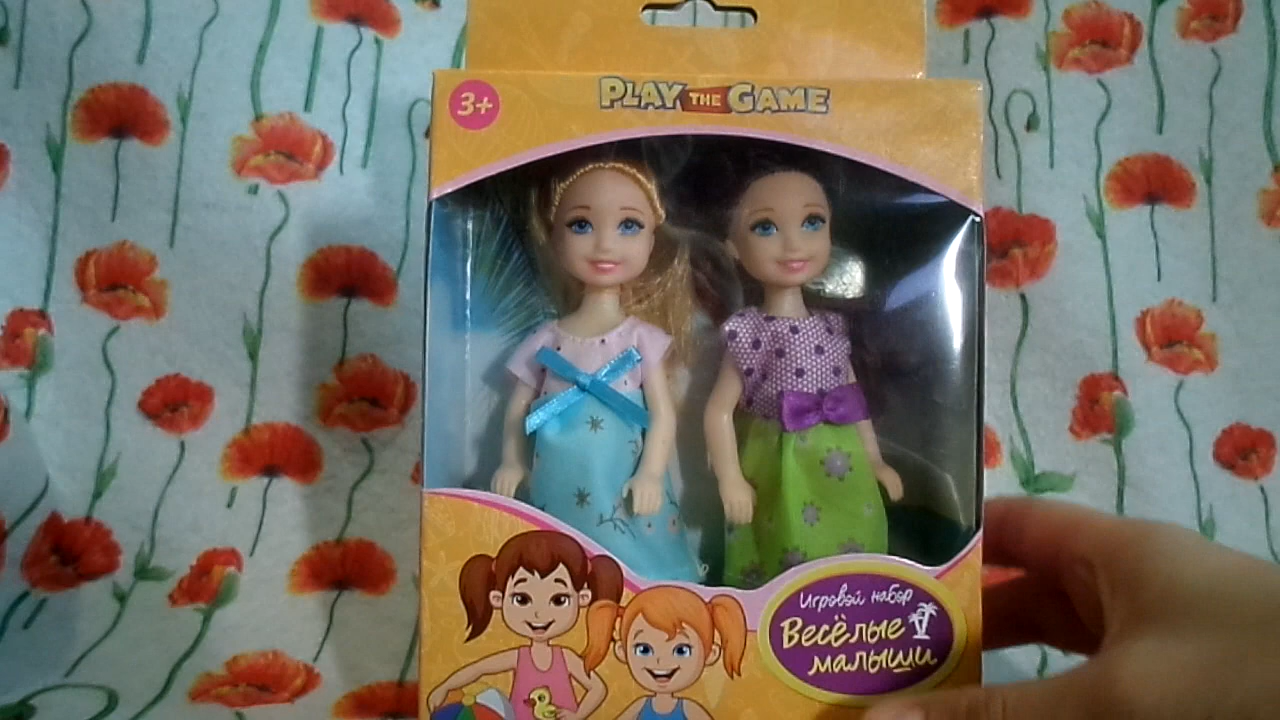 3+
PLAY THE GAME
Игровой набор
Весёлые
малыши